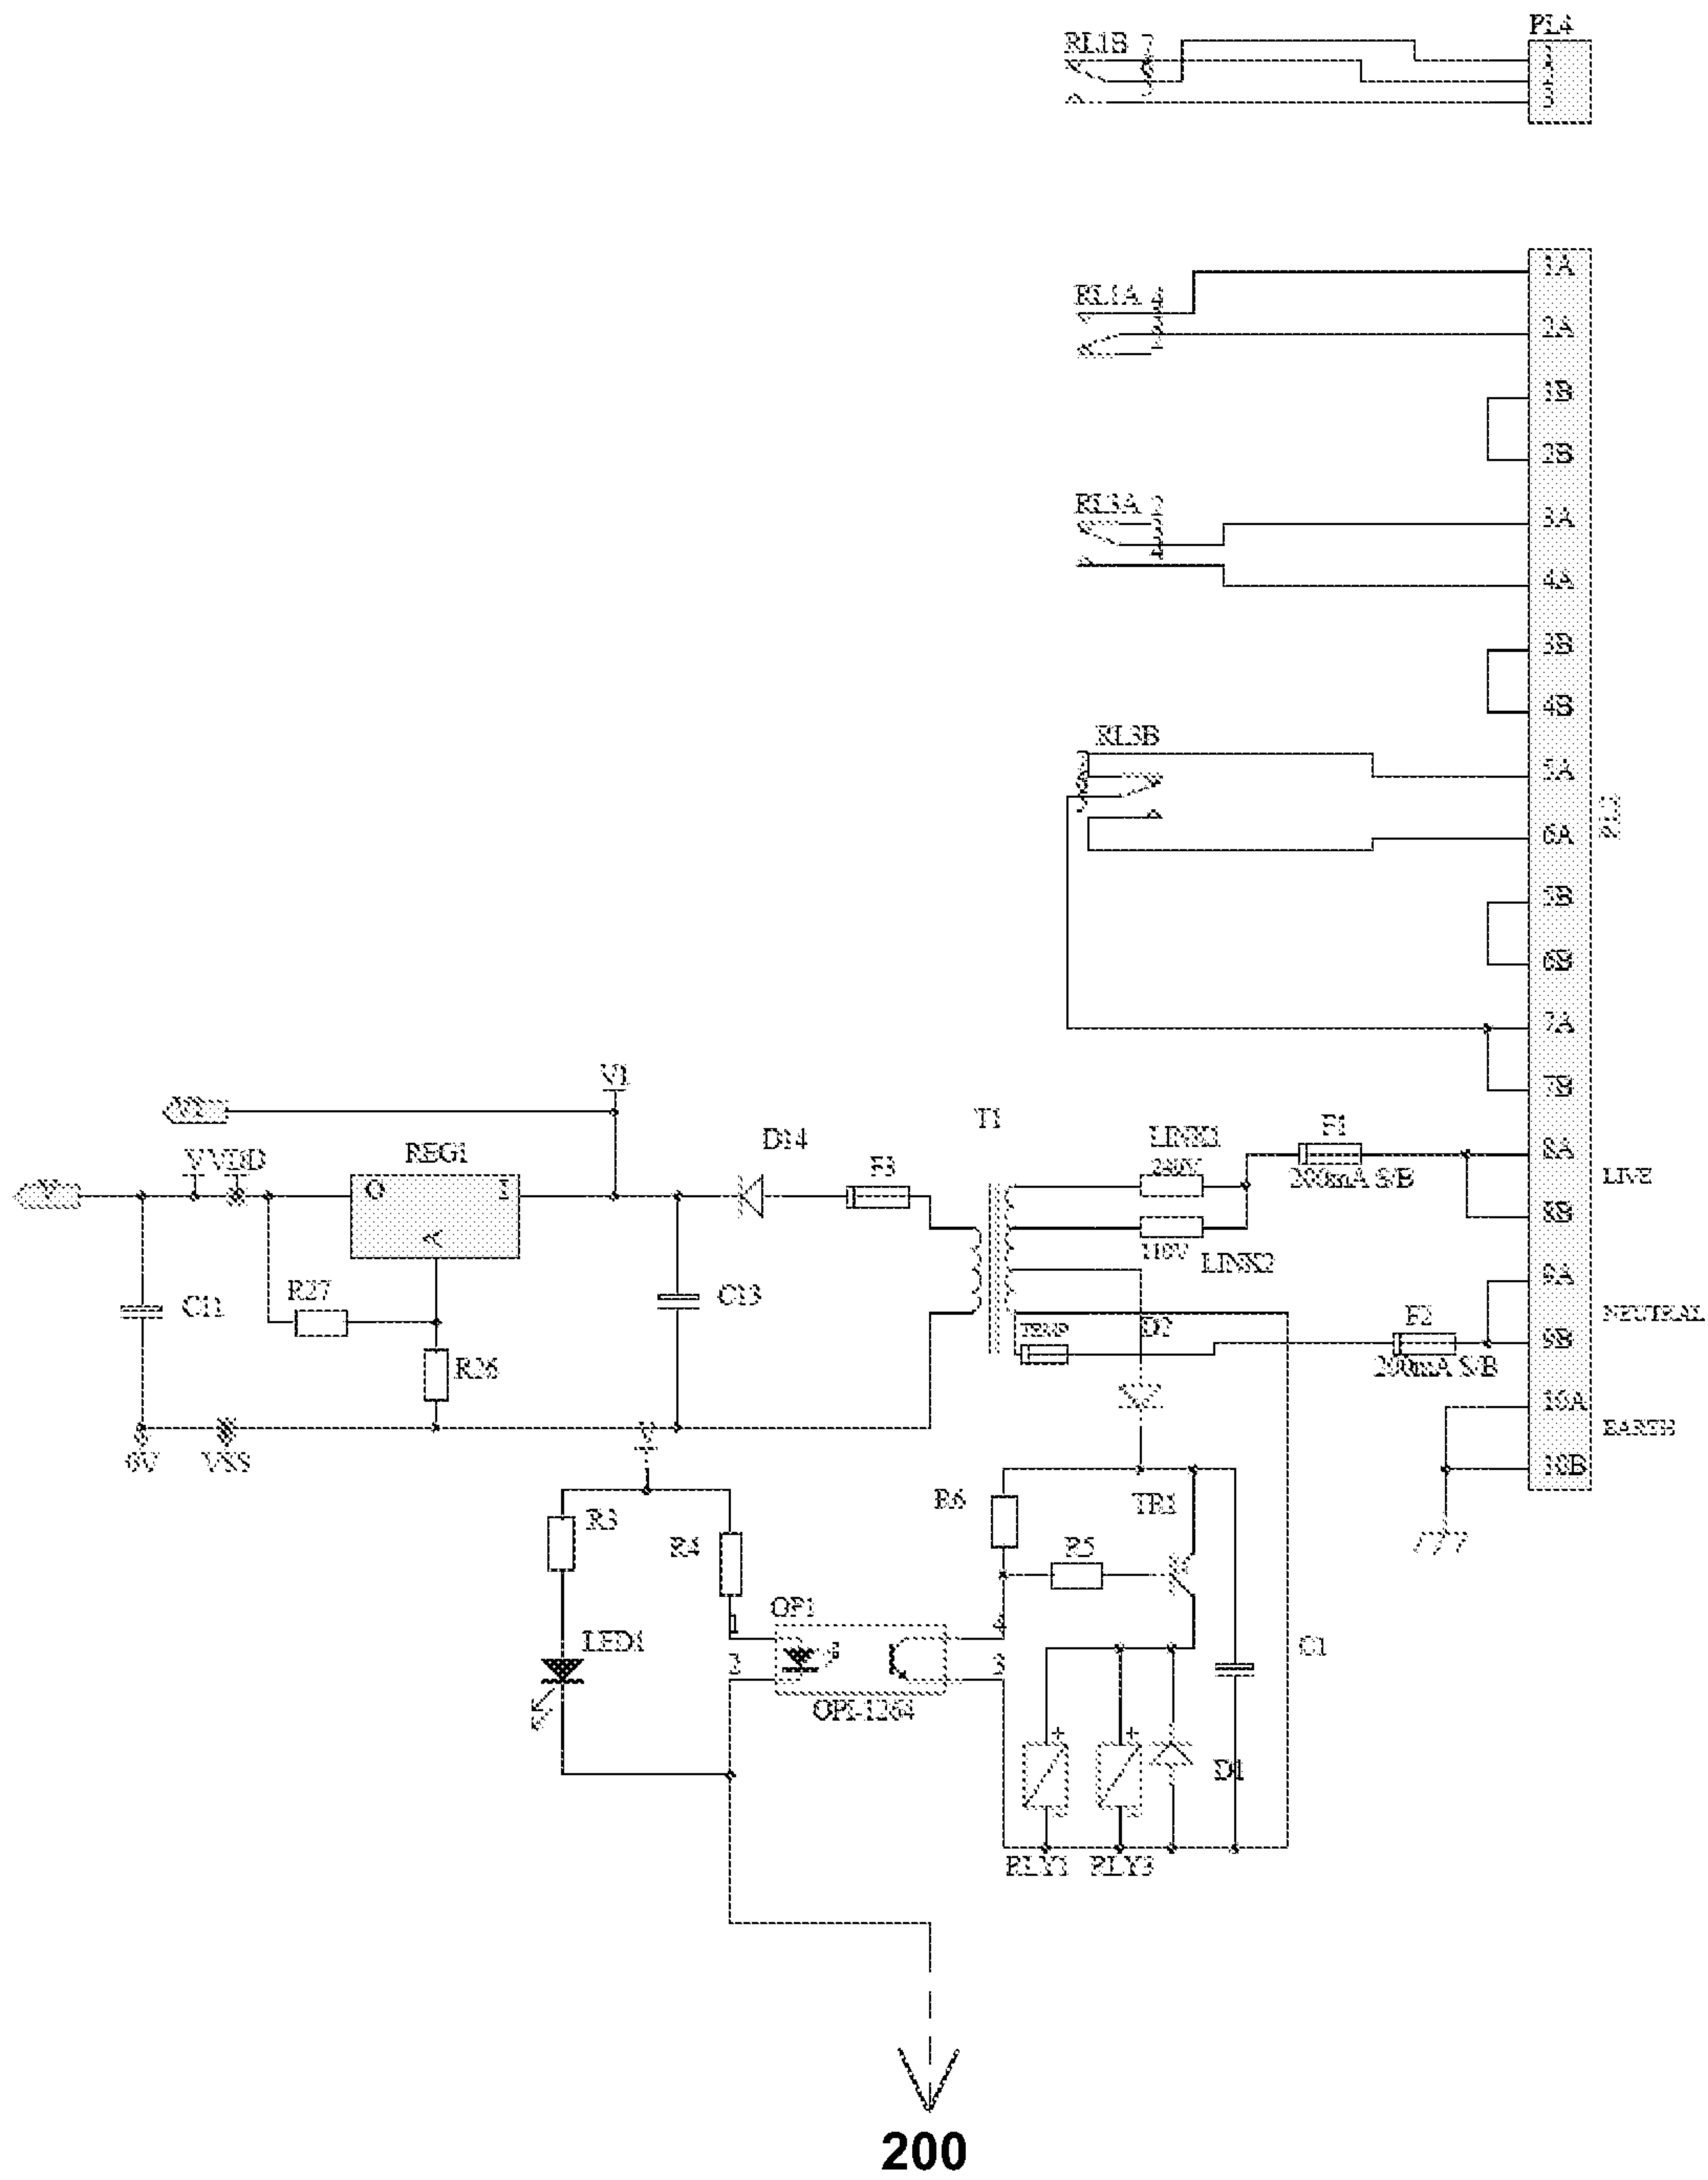 PL4
RL1B 7
1
3
1A
RL1A
2A
1B
2B
RL3A 2
3A
4A
3B
4B
RL3B
5A
6A
5B
6B
7A
7B
V1
T1
D14
F3
LINK1
240V
F1
200mA S/B
8A
LIVE
V VDD
REG1
O
A
V
8B
110V
LINK2
9A
R27
C11
C13
TEMP
D2
F2
NEUTRAL
9B
200mA S/B
R26
10A
EARTH
0V
VSS
V
10B
R3
R4
R6
TR1
R5
OP1
1
4
LED1
2
3
C1
OPI-1264
+
+
D1
RLY1
RLY3
200